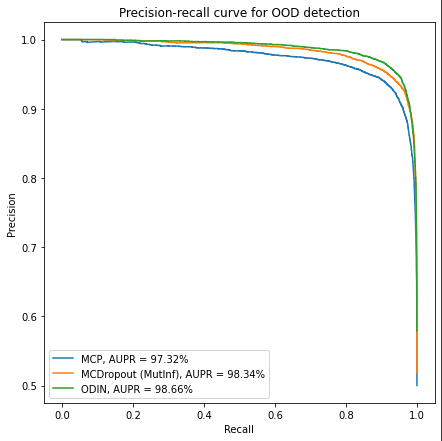 Precision-recall curve for OOD detection
1.0
0.9
0.8
0.7
0.6
0.5
Precision
MCP, AUPR = 97.32%
MCDropout (MutInf), AUPR = 98.34%
ODIN, AUPR = 98.66%
0.0 0.2 0.4 0.6 0.8 1.0
Recall